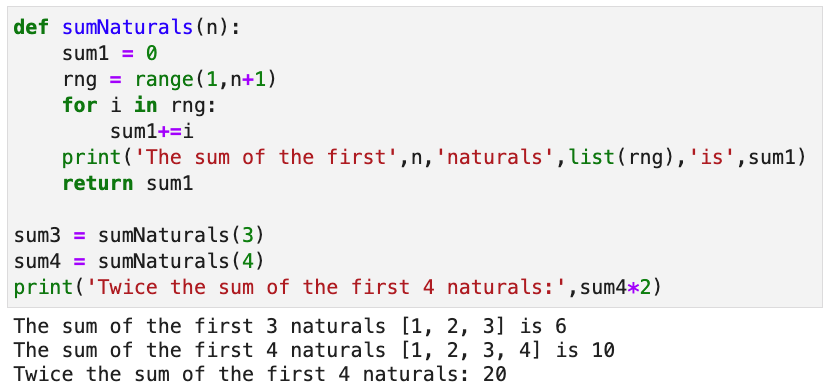 def sumNaturals(n):
    sum1 = 0
    rng = range(1,n+1)
    for i in rng:
        sum1+=i
    print('The sum of the first',n,'naturals',list(rng),'is',sum1)
    return sum1

sum3 = sumNaturals(3)
sum4 = sumNaturals(4)
print('Twice the sum of the first 4 naturals:',sum4*2)
The sum of the first 3 naturals [1, 2, 3] is 6
The sum of the first 4 naturals [1, 2, 3, 4] is 10
Twice the sum of the first 4 naturals: 20